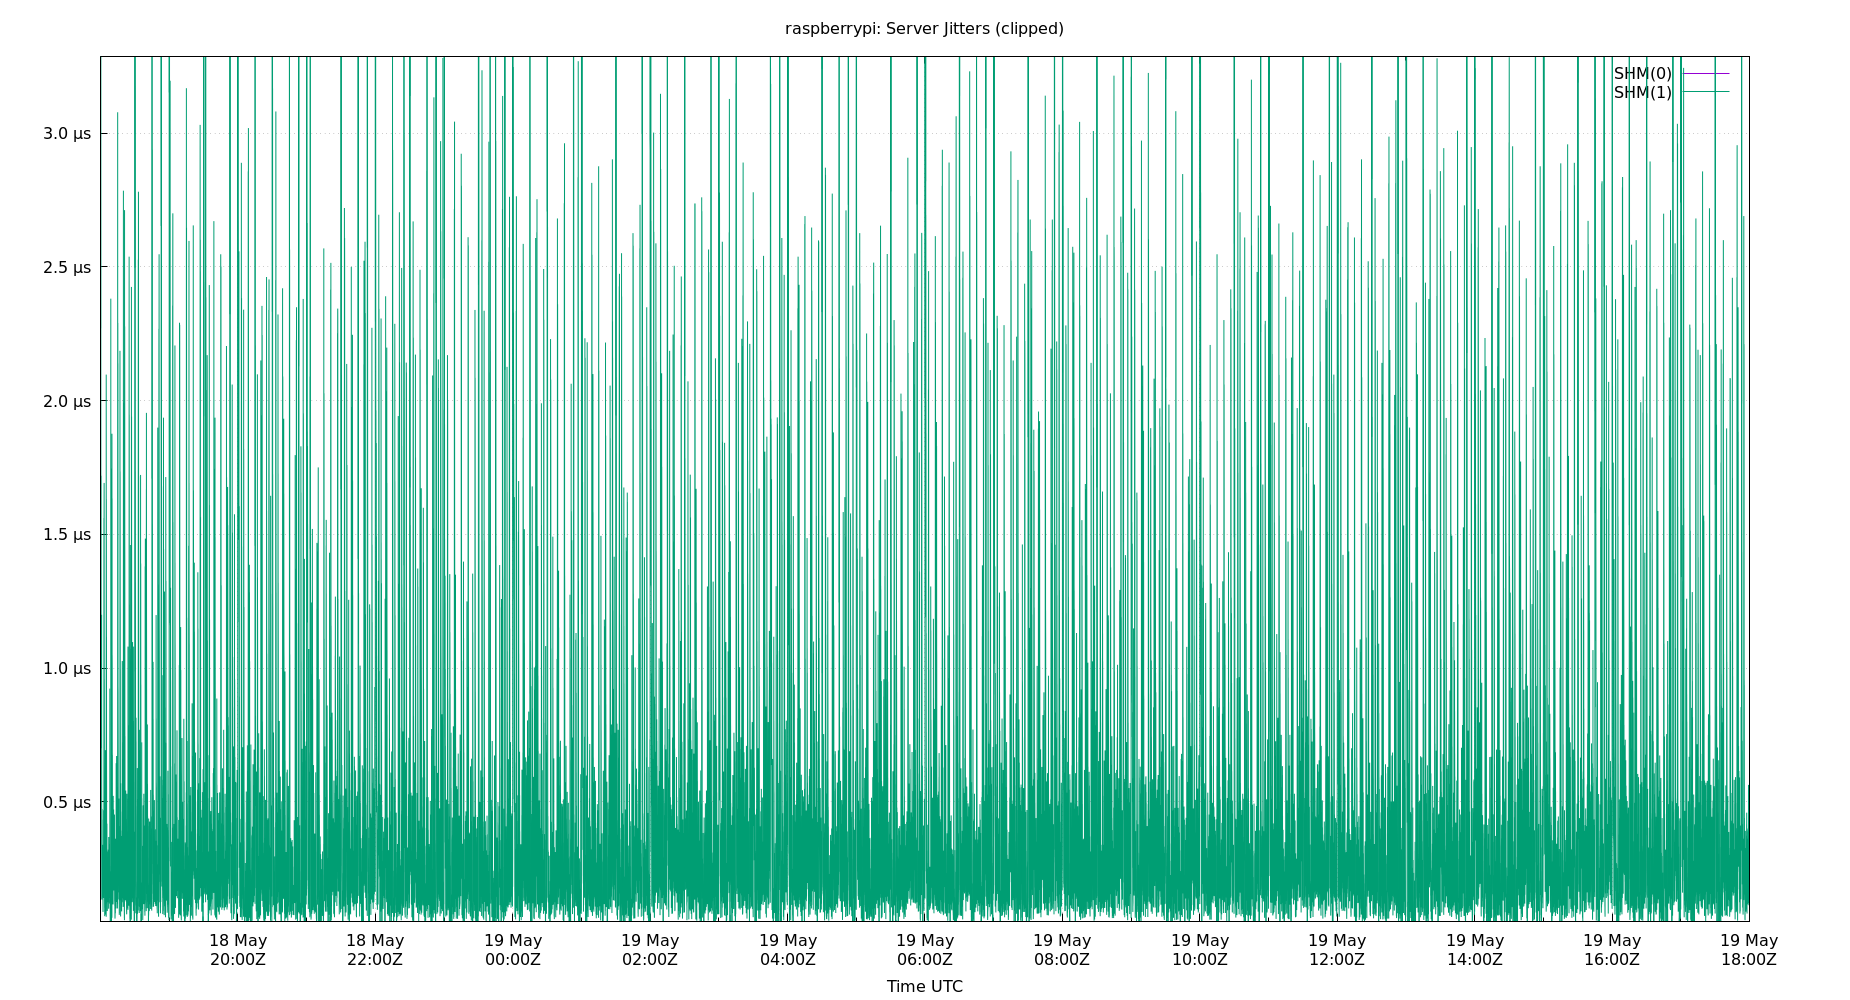 raspberrypi: Server Jitters (clipped)
SHM(0)
SHM(1)
3.0 µs
2.5 µs
2.0 µs
1.5 µs
1.0 µs
0.5 µs
18 May 18 May 19 May 19 May 19 May 19 May 19 May 19 May 19 May 19 May 19 May 19 May
20:00Z 22:00Z 00:00Z 02:00Z 04:00Z 06:00Z 08:00Z 10:00Z 12:00Z 14:00Z 16:00Z 18:00Z
Time UTC